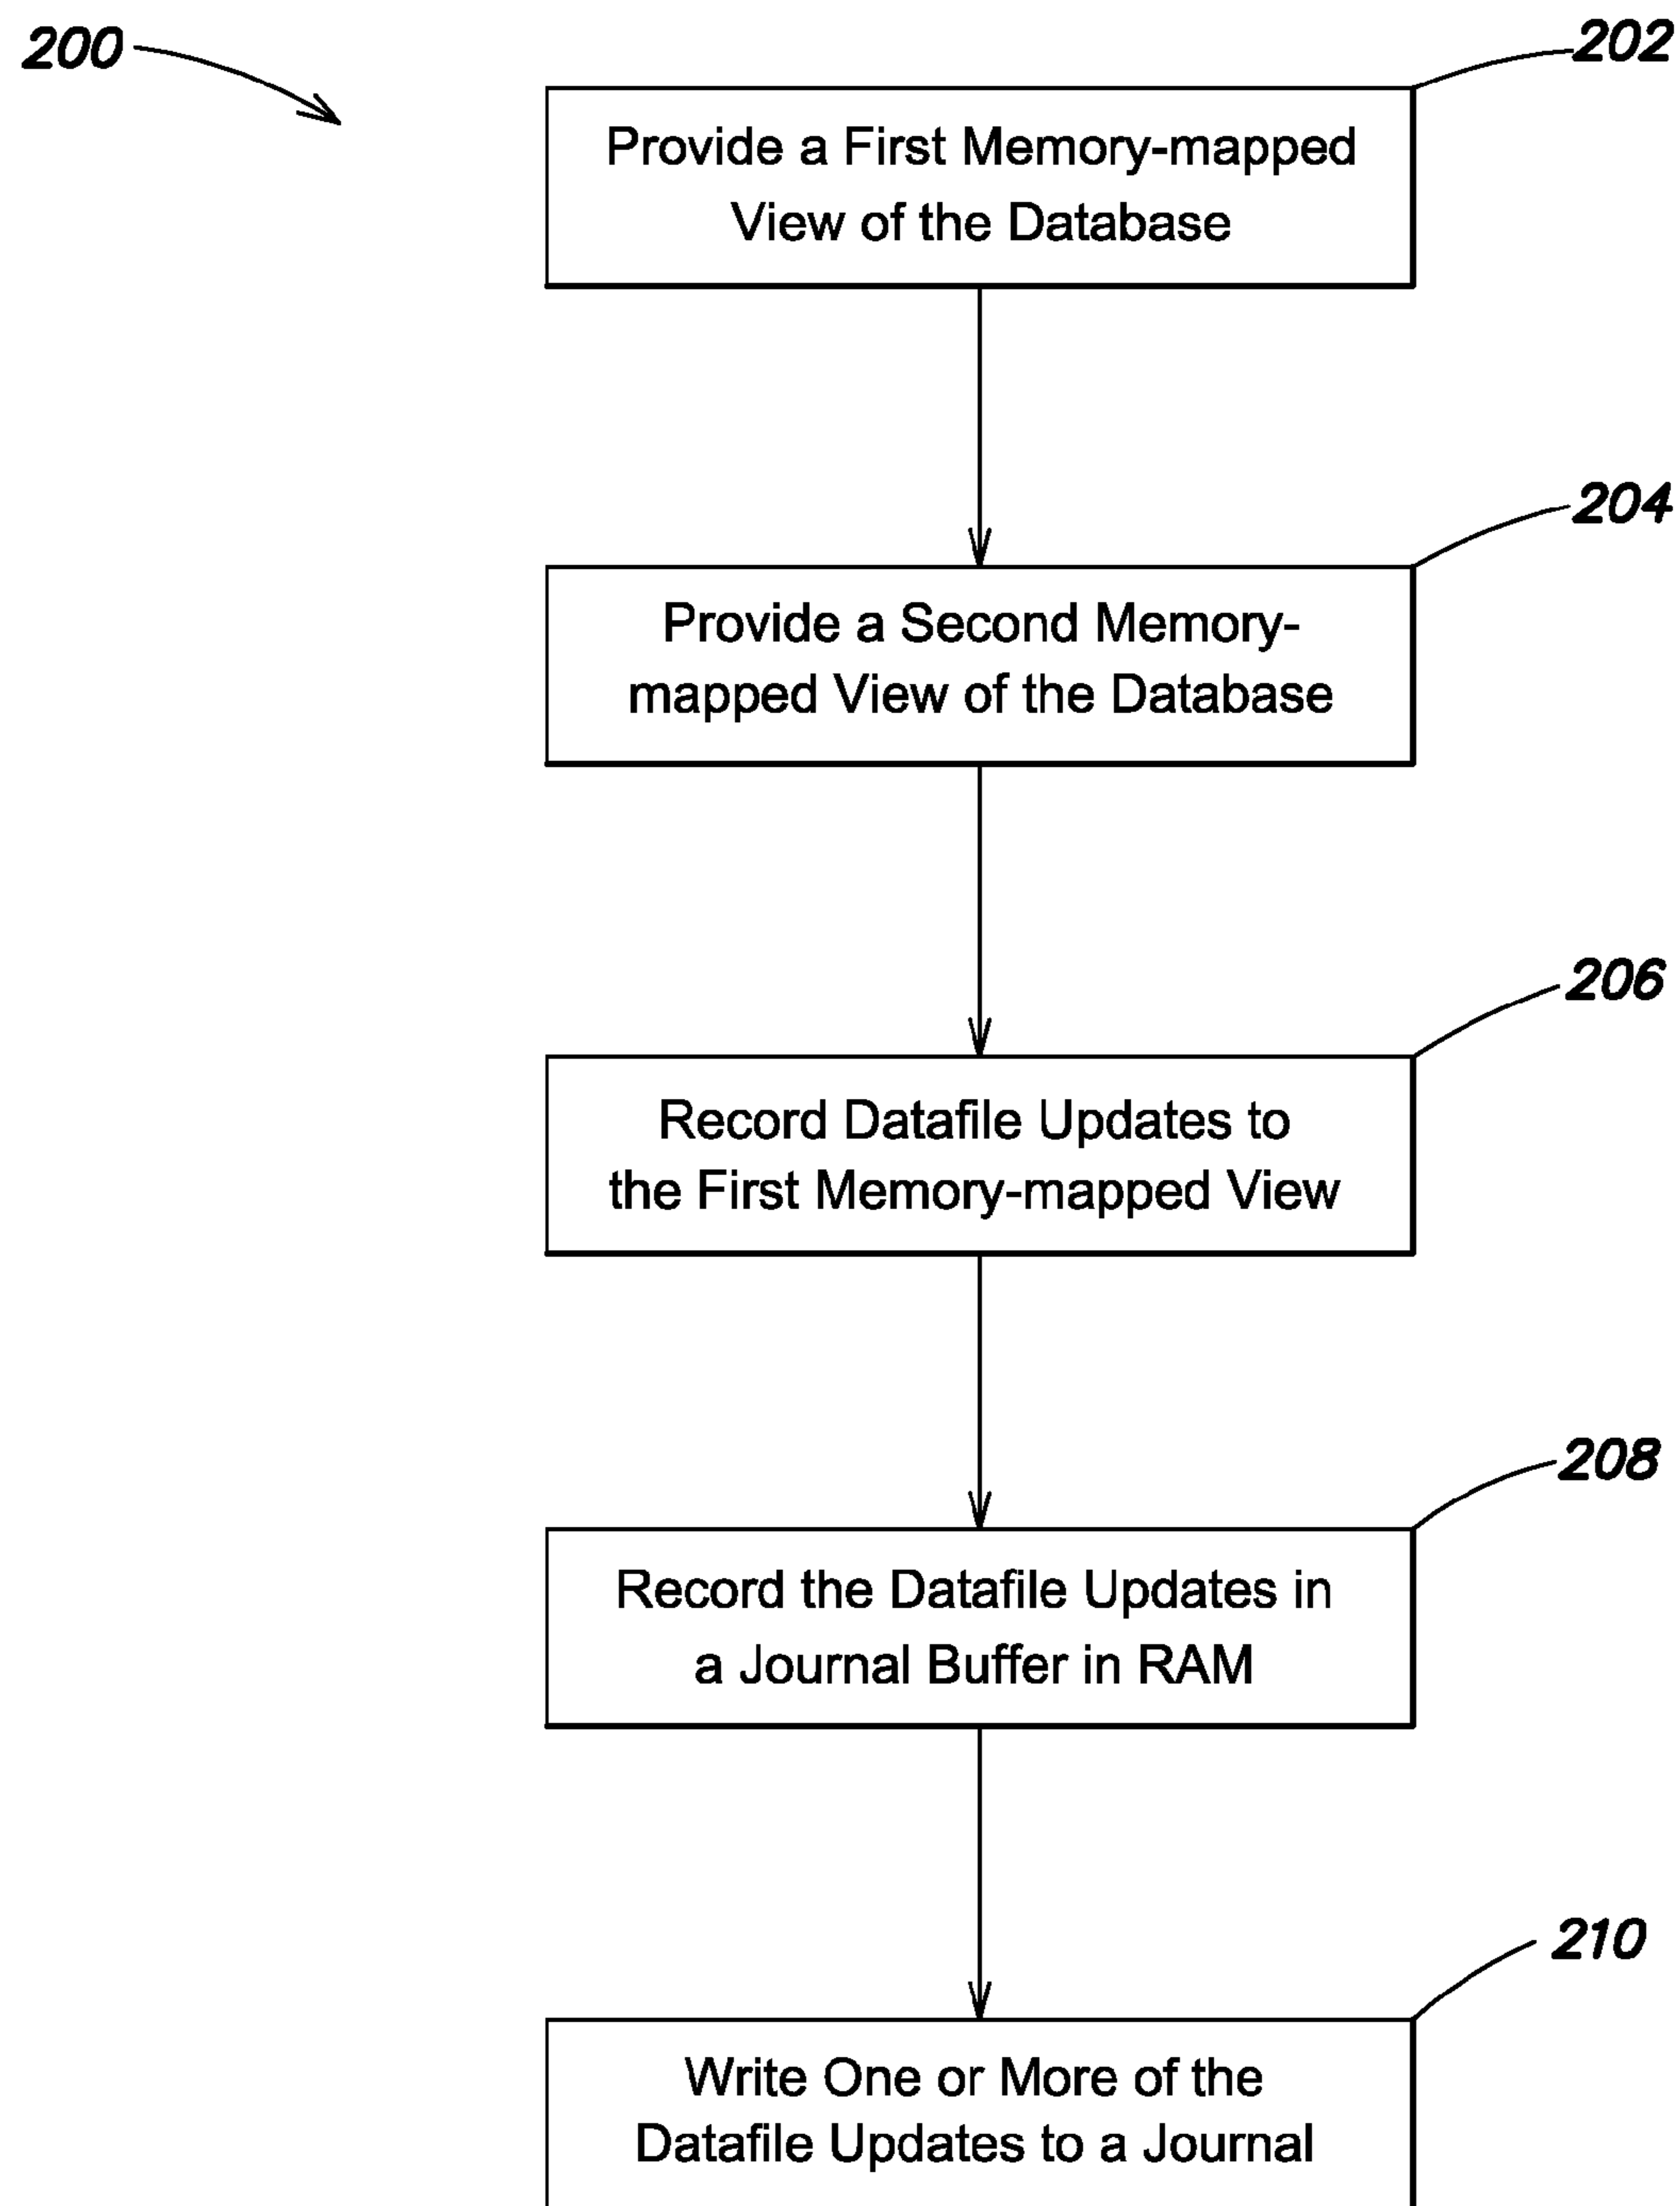 200
202
Provide a First Memory-mapped
View of the Database
204
Provide a Second Memory-
mapped View of the Database
206
Record Datafile Updates to
the First Memory-mapped View
208
Record the Datafile Updates in
a Journal Buffer in RAM
210
Write One or More of the
Datafile Updates to a Journal